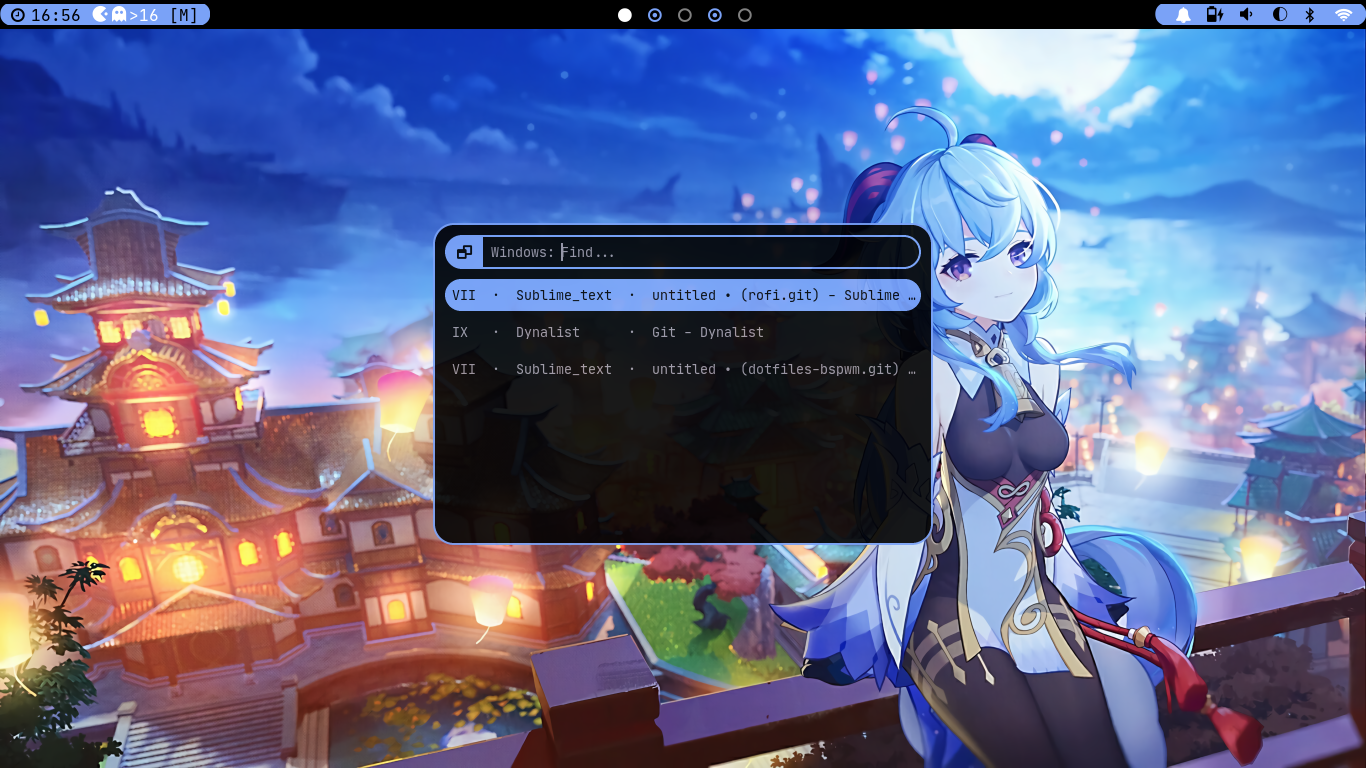 16:56 >16 [M]
Windows: Find...
VII · Sublime_text · untitled • (rofi.git) – Sublime …
IX · Dynalist · Git – Dynalist
VII · Sublime_text · untitled • (dotfiles-bspwm.git) …